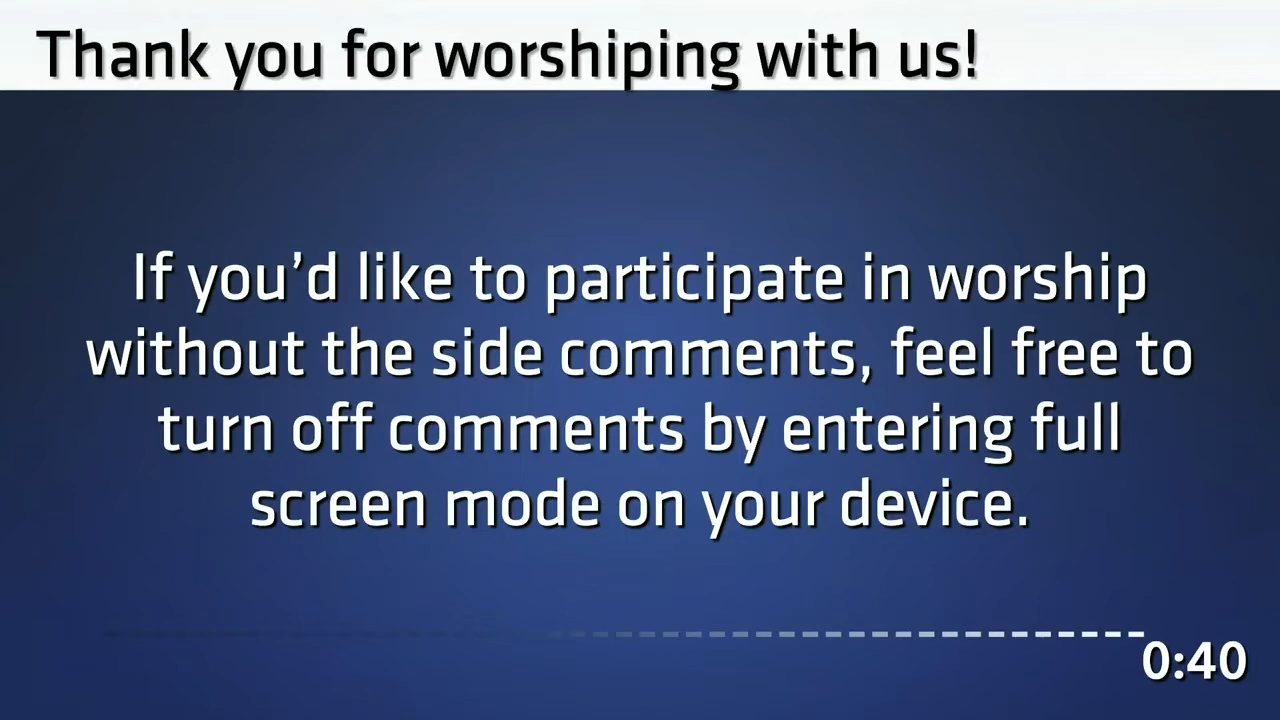 Thank you for worshiping with us!
If you’d like to participate in worship
without the side comments, feel free to
turn off comments by entering full
screen mode on your device.
0:40